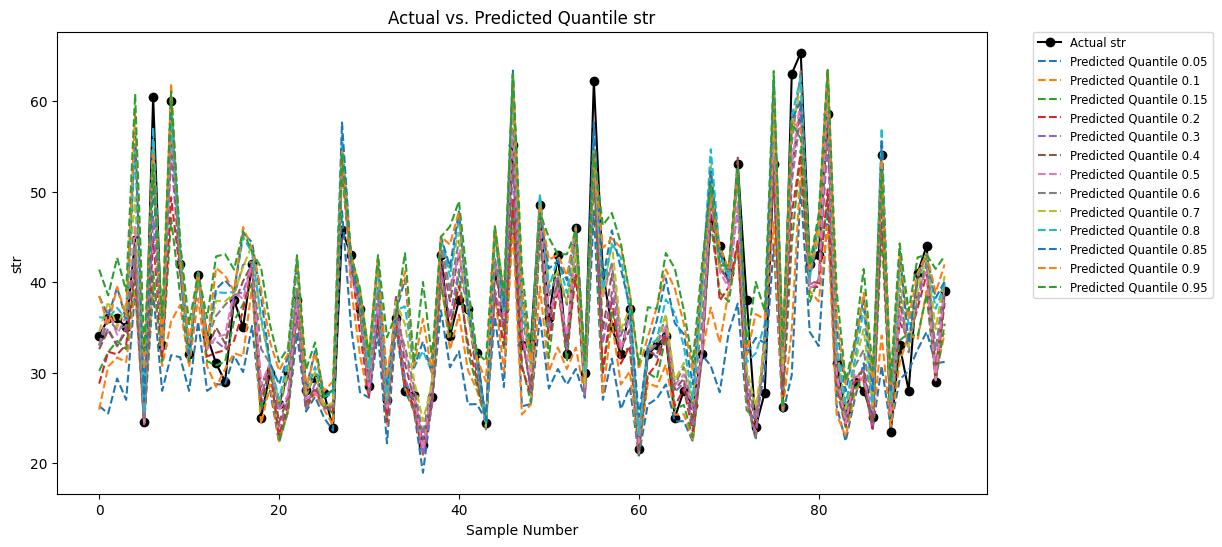 Actual vs. Predicted Quantile str
str
60
50
40
30
20
0
20
40
60
80
Sample Number
Actual str
Predicted Quantile 0.05
Predicted Quantile 0.1
Predicted Quantile 0.15
Predicted Quantile 0.2
Predicted Quantile 0.3
Predicted Quantile 0.4
Predicted Quantile 0.5
Predicted Quantile 0.6
Predicted Quantile 0.7
Predicted Quantile 0.8
Predicted Quantile 0.85
Predicted Quantile 0.9
Predicted Quantile 0.95